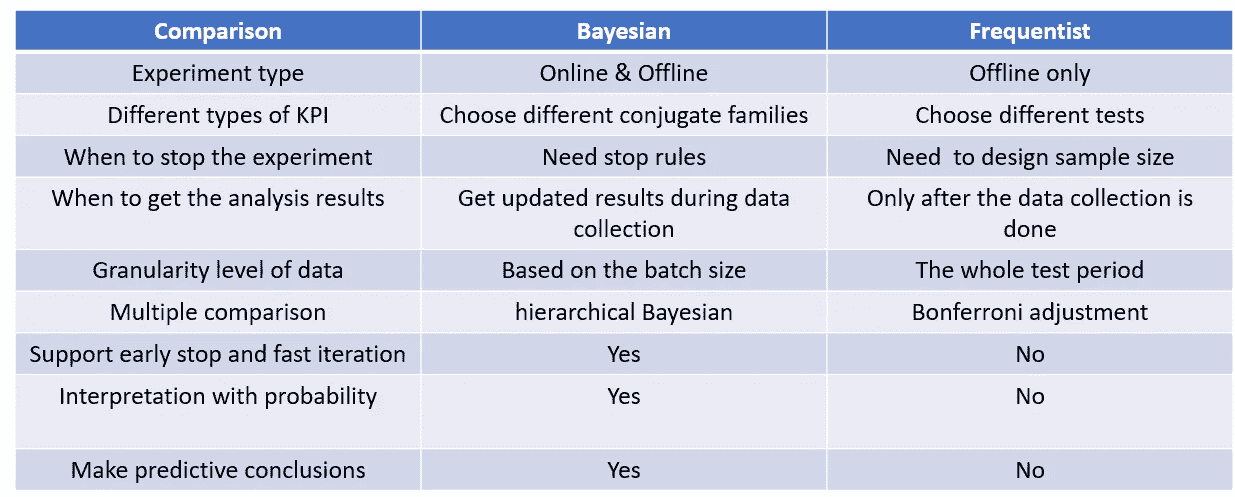 Comparison Bayesian Frequentist
Experiment type Online & Offline Offline only
Different types of KPI Choose different conjugate families Choose different tests
When to stop the experiment Need stop rules Need  to design sample size
When to get the analysis results Get updated results during data Only after the data collection is
collection done
Granularity level of data Based on the batch size The whole test period
Multiple comparison hierarchical Bayesian Bonferroni adjustment
Support early stop and fast iteration Yes No
Interpretation with probability Yes No
Make predictive conclusions Yes No